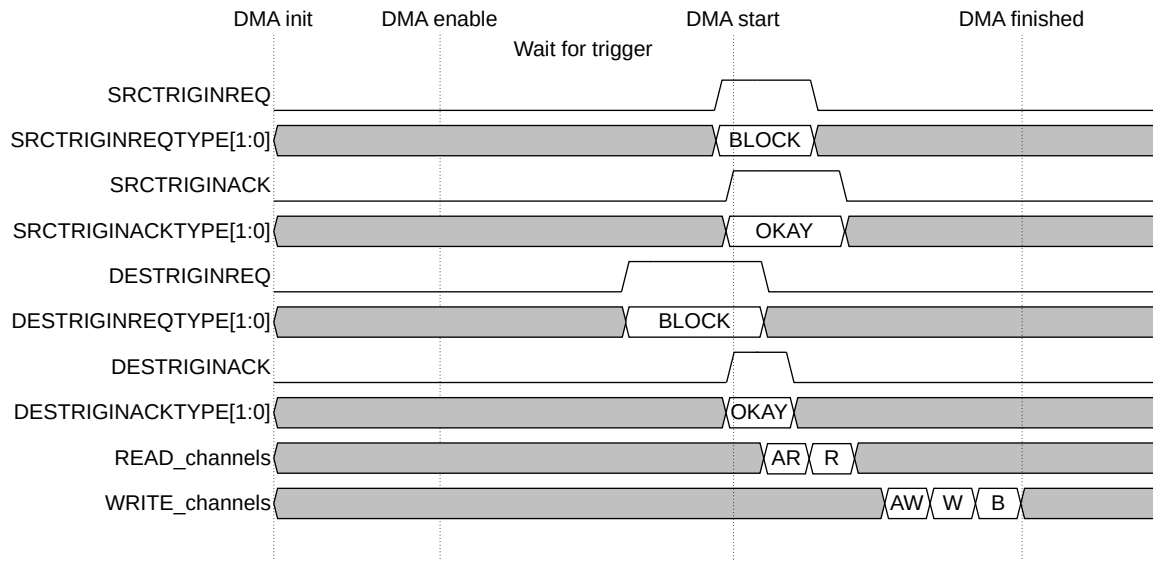 DMA init DMA enable DMA start DMA finished
Wait for trigger
SRCTRIGINREQ
SRCTRIGINREQTYPE[1:0] BLOCK
SRCTRIGINACK
SRCTRIGINACKTYPE[1:0] OKAY
DESTRIGINREQ
DESTRIGINREQTYPE[1:0] BLOCK
DESTRIGINACK
DESTRIGINACKTYPE[1:0] OKAY
READ_channels AR R
WRITE_channels AW W B